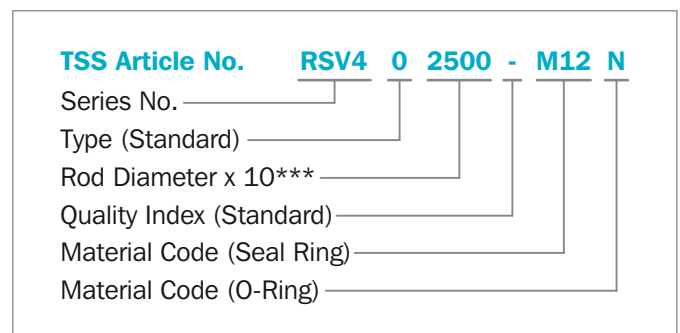 TSS Article No. RSV4 0 2500 - M12 N
Series No.
Type (Standard)
Rod Diameter x 10***
Quality Index (Standard)
Material Code (Seal Ring)
Material Code (O-Ring)